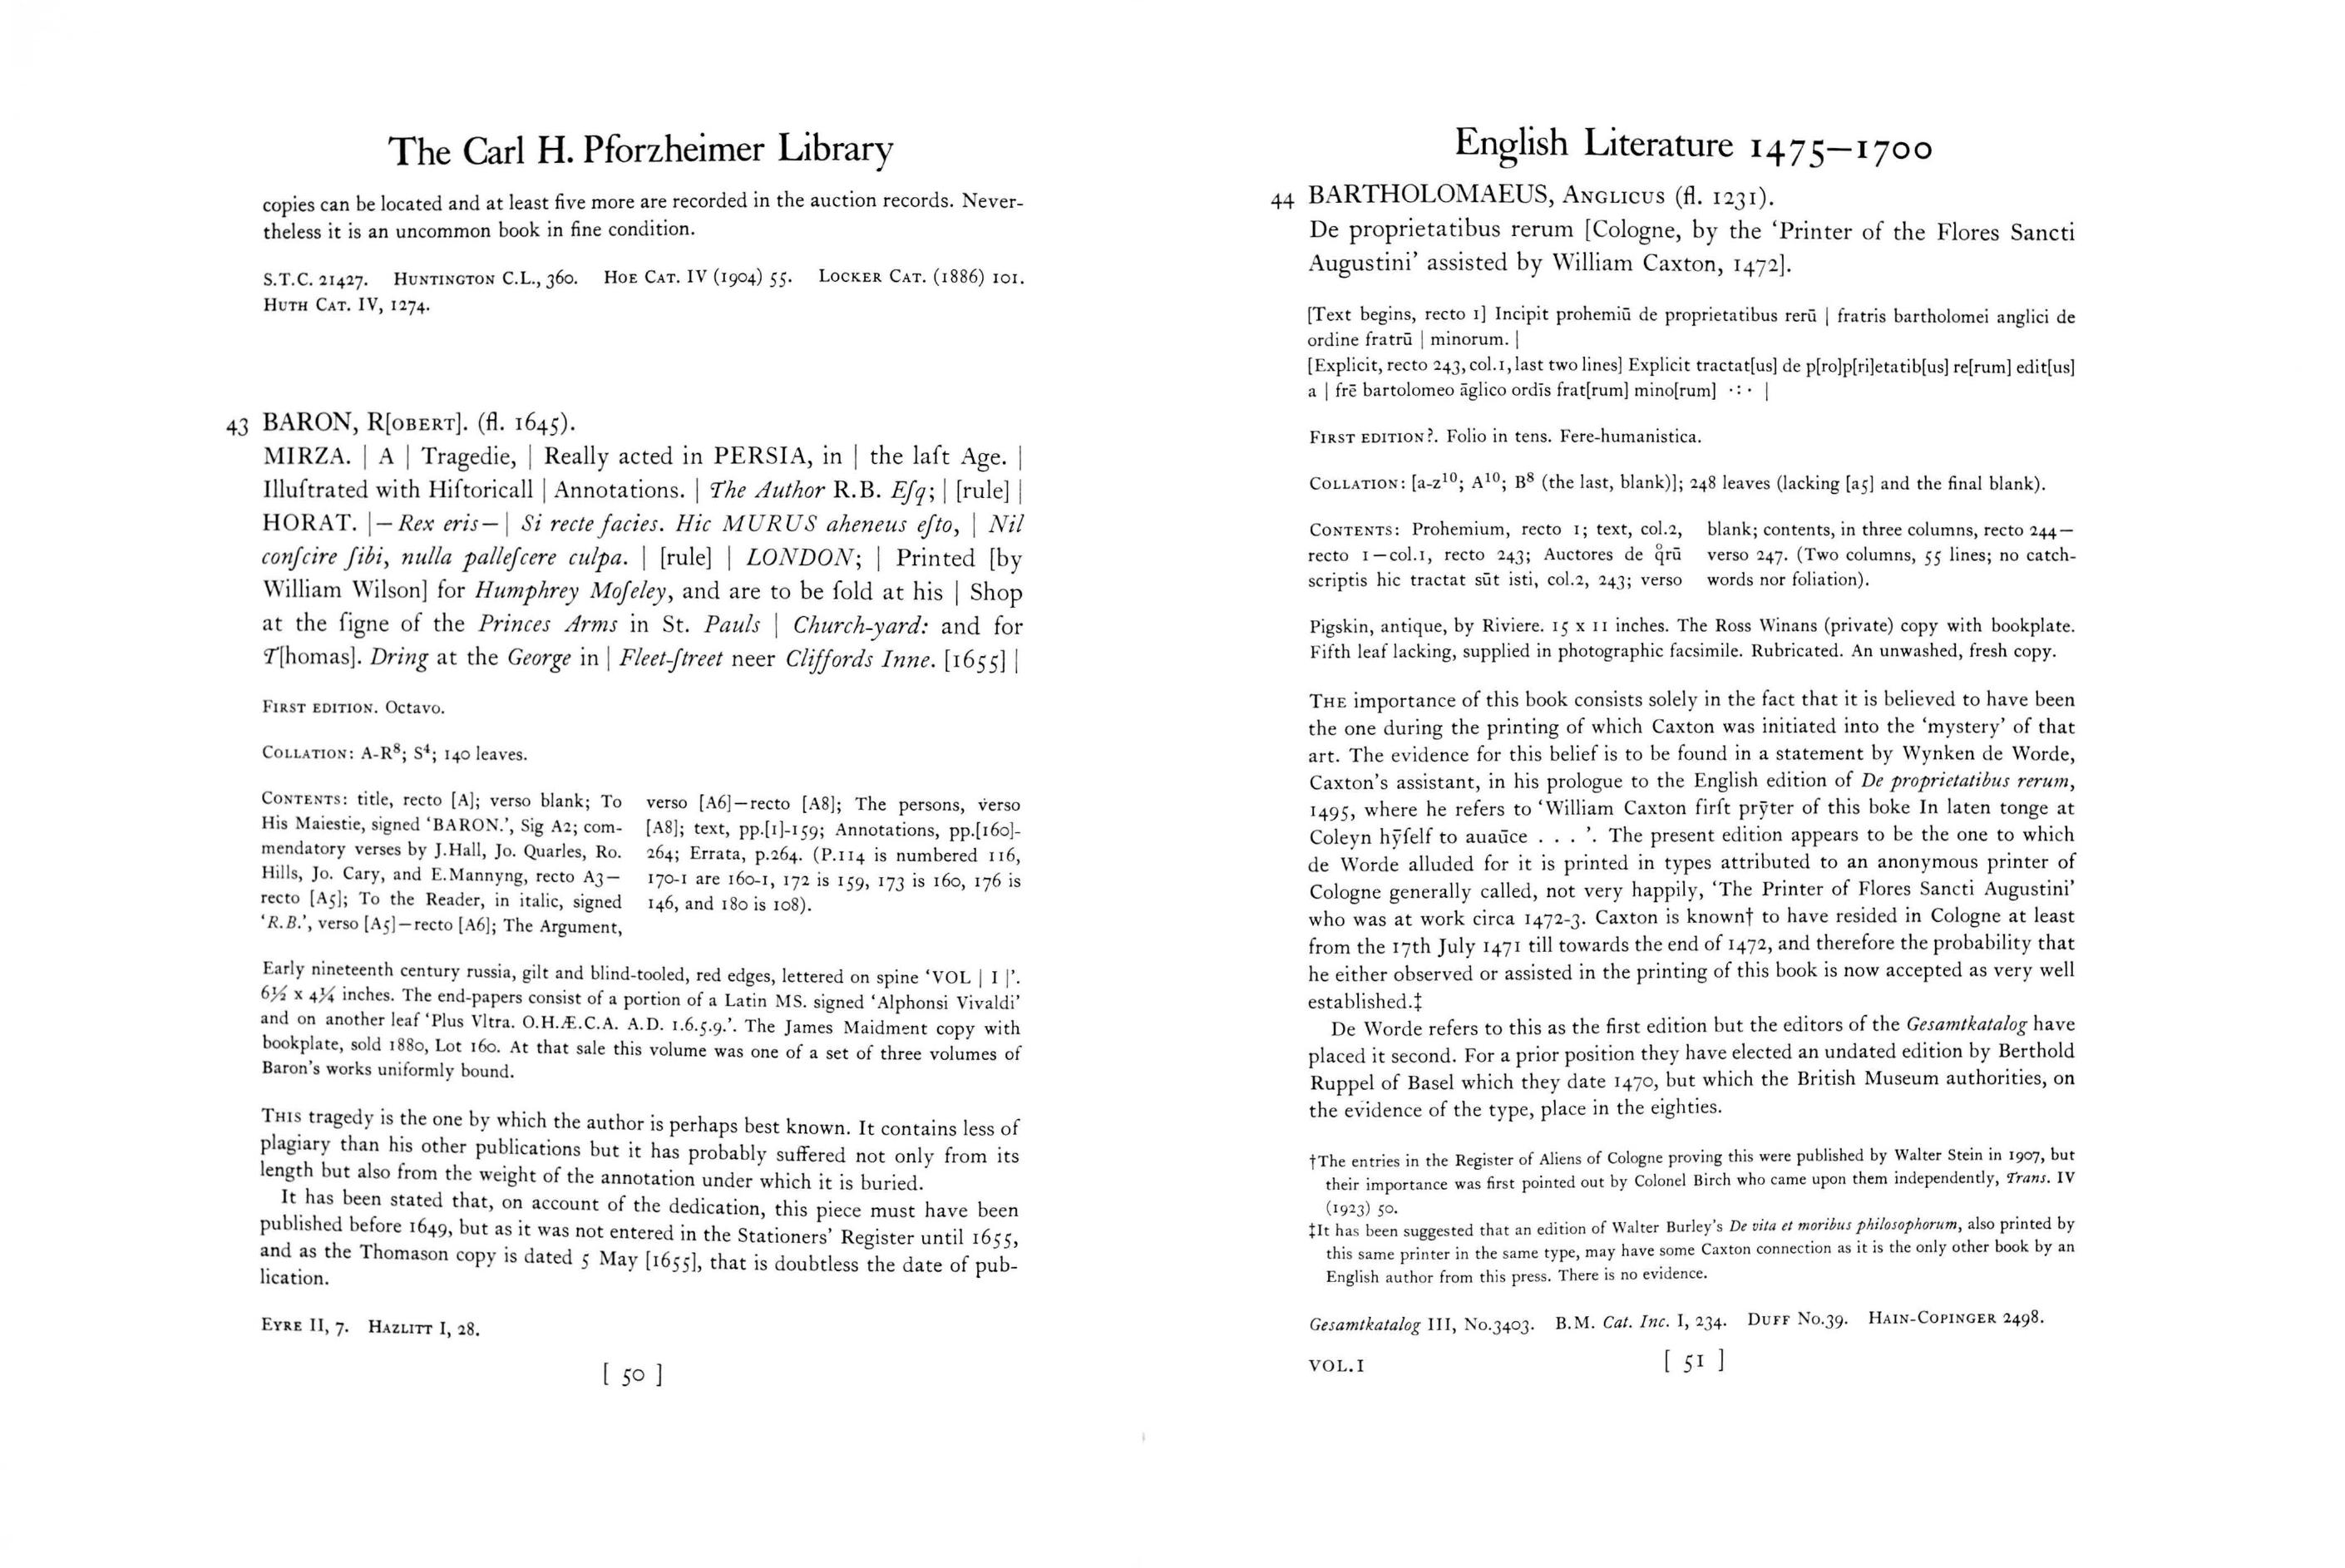 The Carl H. Pforzheimer Library
copies can be located and at least five more are recorded in the auction records. Never-
theless it is an uncommon book in fine condition.
S.T.C. 21427. HUNTINGTON C.L., 360. HOE CAT. IV (1904) 55. LOCKER CAT. (1886) 101.
HUTH CAT. IV, 1274.
43 BARON, R[OBERT]. (fl. 1645).
MIRZA. | A | Tragedie, | Really acted in PERSIA, in | the laſt Age. |
Illuſtrated with Hiſtoricall | Annotations. | The Author R.B. Eſq; | [rule] |
HORAT. |—Rex eris—| Si recte facies. Hic MURUS aheneus eſto, | Nil
conſcire ſibi, nulla palleſcere culpa. | [rule] | LONDON; | Printed [by
William Wilson] for Humphrey Moſeley, and are to be ſold at his | Shop
at the ſigne of the Princes Arms in St. Pauls | Church-yard: and for
T[homas]. Dring at the George in | Fleet-ſtreet neer Cliffords Inne. [1655] |
FIRST EDITION. Octavo.
COLLATION: A-R⁸; S⁴; 140 leaves.
CONTENTS: title, recto [A]; verso blank; To
His Maiestie, signed ‘BARON.’, Sig A2; com-
mendatory verses by J.Hall, Jo. Quarles, Ro.
Hills, Jo. Cary, and E.Mannyng, recto A3—
recto [A5]; To the Reader, in italic, signed
‘R.B.’, verso [A5]—recto [A6]; The Argument,
verso [A6]—recto [A8]; The persons, verso
[A8]; text, pp.[1]-159; Annotations, pp.[160]-
264; Errata, p.264. (P.114 is numbered 116,
170-1 are 160-1, 172 is 159, 173 is 160, 176 is
146, and 180 is 108).
Early nineteenth century russia, gilt and blind-tooled, red edges, lettered on spine ‘VOL | I |’.
6½ x 4¼ inches. The end-papers consist of a portion of a Latin MS. signed ‘Alphonsi Vivaldi’
and on another leaf ‘Plus Vltra. O.H.Æ.C.A. A.D. 1.6.5.9.’. The James Maidment copy with
bookplate, sold 1880, Lot 160. At that sale this volume was one of a set of three volumes of
Baron’s works uniformly bound.
THIS tragedy is the one by which the author is perhaps best known. It contains less of
plagiary than his other publications but it has probably suffered not only from its
length but also from the weight of the annotation under which it is buried.
It has been stated that, on account of the dedication, this piece must have been
published before 1649, but as it was not entered in the Stationers’ Register until 1655,
and as the Thomason copy is dated 5 May [1655], that is doubtless the date of pub-
lication.
EYRE II, 7. HAZLITT I, 28.
[ 50 ]
English Literature 1475—1700
44 BARTHOLOMAEUS, ANGLICUS (fl. 1231).
De proprietatibus rerum [Cologne, by the ‘Printer of the Flores Sancti
Augustini’ assisted by William Caxton, 1472].
[Text begins, recto 1] Incipit prohemiū de proprietatibus rerū | fratris bartholomei anglici de
ordine fratrū | minorum. |
[Explicit, recto 243, col.1, last two lines] Explicit tractat[us] de p[ro]p[ri]etatib[us] re[rum] edit[us]
a | frē bartolomeo āglico ordīs frat[rum] mino[rum] ·:· |
FIRST EDITION?. Folio in tens. Fere-humanistica.
COLLATION: [a-z¹⁰; A¹⁰; B⁸ (the last, blank)]; 248 leaves (lacking [a5] and the final blank).
CONTENTS: Prohemium, recto 1; text, col.2,
recto 1—col.1, recto 243; Auctores de q̊rū
scriptis hic tractat sūt isti, col.2, 243; verso
blank; contents, in three columns, recto 244—
verso 247. (Two columns, 55 lines; no catch-
words nor foliation).
Pigskin, antique, by Riviere. 15 x 11 inches. The Ross Winans (private) copy with bookplate.
Fifth leaf lacking, supplied in photographic facsimile. Rubricated. An unwashed, fresh copy.
THE importance of this book consists solely in the fact that it is believed to have been
the one during the printing of which Caxton was initiated into the ‘mystery’ of that
art. The evidence for this belief is to be found in a statement by Wynken de Worde,
Caxton’s assistant, in his prologue to the English edition of De proprietatibus rerum,
1495, where he refers to ‘William Caxton firſt prȳter of this boke In laten tonge at
Coleyn hȳſelf to auaūce . . . ’. The present edition appears to be the one to which
de Worde alluded for it is printed in types attributed to an anonymous printer of
Cologne generally called, not very happily, ‘The Printer of Flores Sancti Augustini’
who was at work circa 1472-3. Caxton is known† to have resided in Cologne at least
from the 17th July 1471 till towards the end of 1472, and therefore the probability that
he either observed or assisted in the printing of this book is now accepted as very well
established.‡
De Worde refers to this as the first edition but the editors of the Gesamtkatalog have
placed it second. For a prior position they have elected an undated edition by Berthold
Ruppel of Basel which they date 1470, but which the British Museum authorities, on
the evidence of the type, place in the eighties.
†The entries in the Register of Aliens of Cologne proving this were published by Walter Stein in 1907, but
their importance was first pointed out by Colonel Birch who came upon them independently, Trans. IV
(1923) 50.
‡It has been suggested that an edition of Walter Burley’s De vita et moribus philosophorum, also printed by
this same printer in the same type, may have some Caxton connection as it is the only other book by an
English author from this press. There is no evidence.
Gesamtkatalog III, No.3403. B.M. Cat. Inc. I, 234. DUFF No.39. HAIN-COPINGER 2498.
VOL.I [ 51 ]